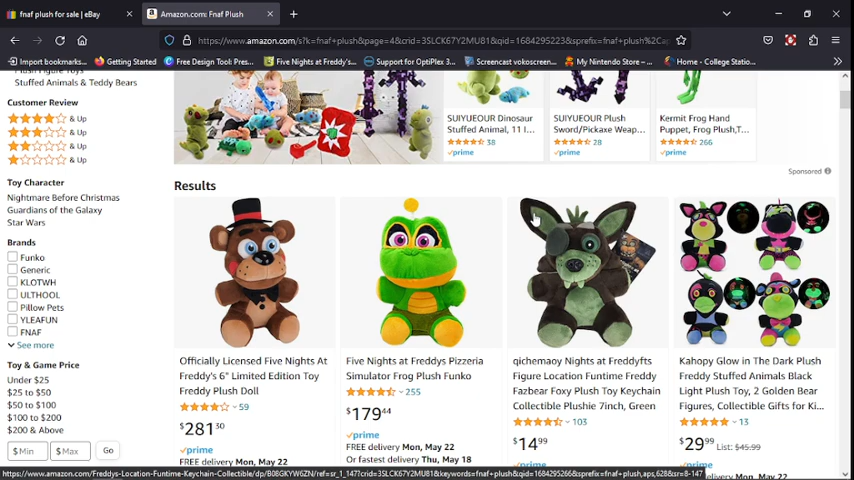 fnaf plush for sale | eBay
Amazon.com: Fnaf Plush
https://www.amazon.com/s?k=fnaf+plush&page=4&crid=3SLCK67Y2MU81&qid=1684295223&sprefix=fnaf+plush%2Cap
Import bookmarks...
Getting Started
Free Design Tool: Pres...
Five Nights at Freddy's...
Support for OptiPlex 3...
Screencast vokoscreen...
My Nintendo Store – ...
Home - College Statio...
Plush Figure Toys
Stuffed Animals & Teddy Bears
Customer Review
& Up
& Up
& Up
& Up
Toy Character
Nightmare Before Christmas
Guardians of the Galaxy
Star Wars
Brands
Funko
Generic
KLOTWH
ULTHOOL
Pillow Pets
YLEAFUN
FNAF
See more
Toy & Game Price
Under $25
$25 to $50
$50 to $100
$100 to $200
$200 & Above
$ Min
$ Max
Go
SUIYUEOUR Dinosaur
Stuffed Animal, 11 I...
38
prime
SUIYUEOUR Plush
Sword/Pickaxe Weap...
28
prime
Kermit Frog Hand
Puppet, Frog Plush,T...
266
prime
Sponsored
Results
Officially Licensed Five Nights At
Freddy's 6" Limited Edition Toy
Freddy Plush Doll
59
$281 30
prime
FREE delivery Mon, May 22
Five Nights at Freddys Pizzeria
Simulator Frog Plush Funko
255
$179 44
prime
FREE delivery Mon, May 22
Or fastest delivery Thu, May 18
qichemaoy Nights at Freddyfts
Figure Location Funtime Freddy
Fazbear Foxy Plush Toy Keychain
Collectible Plushie 7inch, Green
103
$14 99
Kahopy Glow in The Dark Plush
Freddy Stuffed Animals Black
Light Plush Toy, 2 Golden Bear
Figures, Collectible Gifts for Ki...
13
$29 99 List: $45.99
prime
https://www.amazon.com/Freddys-Location-Funtime-Keychain-Collectible/dp/B08GKYW6ZN/ref=sr_1_147?crid=3SLCK67Y2MU81&keywords=fnaf+plush&qid=1684295266&sprefix=fnaf+plush,aps,628&sr=8-147